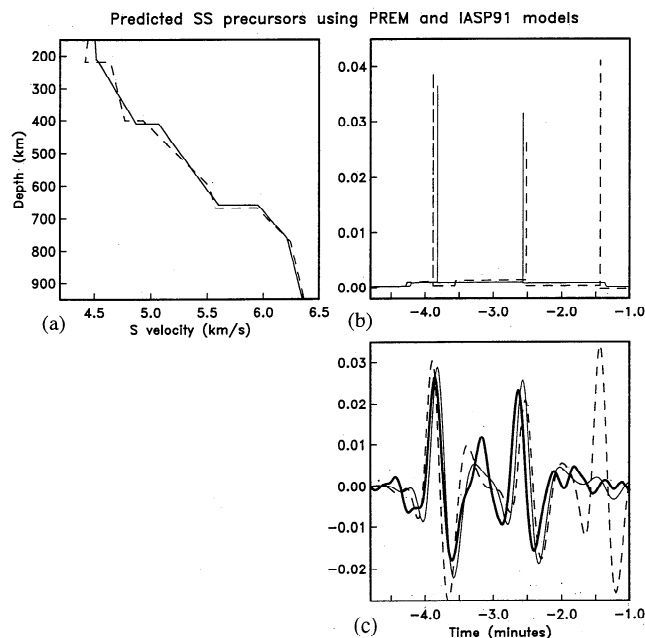 Predicted SS precursors using PREM and IASP91 models
200
300
400
500
600
700
800
900
Depth (km)
4.5 5.0 5.5 6.0 6.5
S velocity (km/s)
(a)
0.04
0.03
0.02
0.01
0.00
-4.0 -3.0 -2.0 -1.0
(b)
0.03
0.02
0.01
0.00
-0.01
-0.02
-4.0 -3.0 -2.0 -1.0
Time (minutes)
(c)